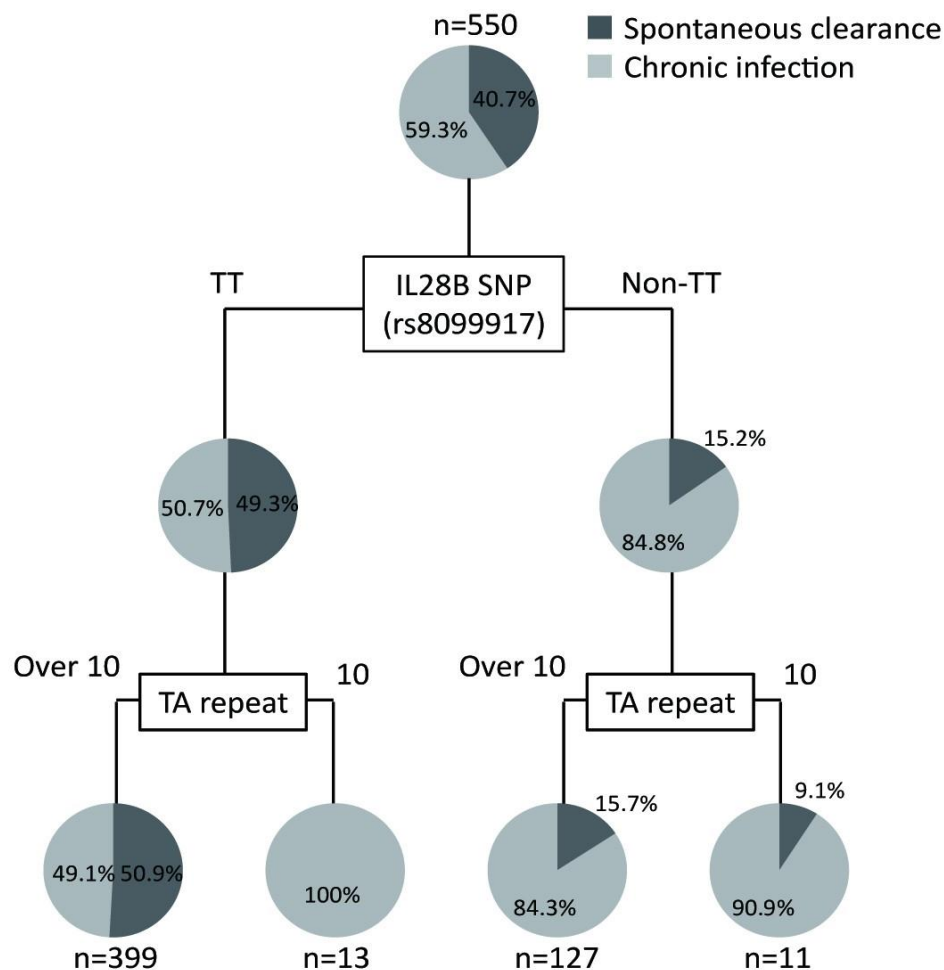 n=550
Spontaneous clearance
Chronic infection
40.7%
59.3%
TT
IL28B SNP
(rs8099917)
Non-TT
50.7%
49.3%
15.2%
84.8%
Over 10
TA repeat
10
Over 10
TA repeat
10
49.1%
50.9%
100%
15.7%
84.3%
9.1%
90.9%
n=399
n=13
n=127
n=11